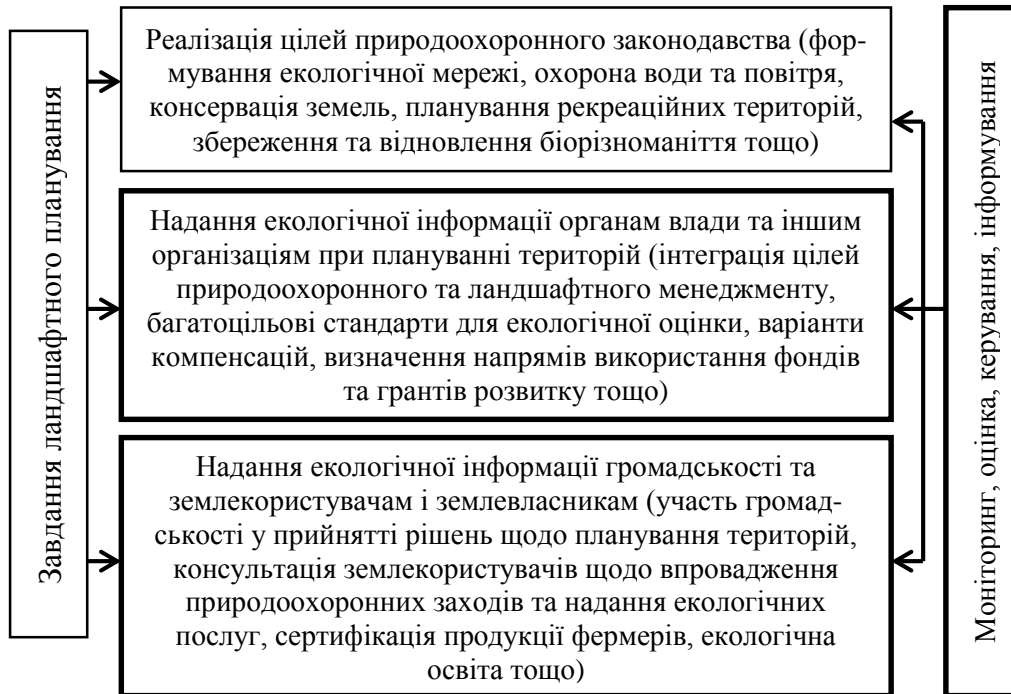 Завдання ландшафтного планування
Реалізація цілей природоохоронного законодавства (фор-
мування екологічної мережі, охорона води та повітря,
консервація земель, планування рекреаційних територій,
збереження та відновлення біорізноманіття тощо)
Надання екологічної інформації органам влади та іншим
організаціям при плануванні територій (інтеграція цілей
природоохоронного та ландшафтного менеджменту,
багатоцільові стандарти для екологічної оцінки, варіанти
компенсацій, визначення напрямів використання фондів
та грантів розвитку тощо)
Надання екологічної інформації громадськості та
землекористувачам і землевласникам (участь громад-
ськості у прийнятті рішень щодо планування територій,
консультація землекористувачів щодо впровадження
природоохоронних заходів та надання екологічних
послуг, сертифікація продукції фермерів, екологічна
освіта тощо)
Моніторинг, оцінка, керування, інформування